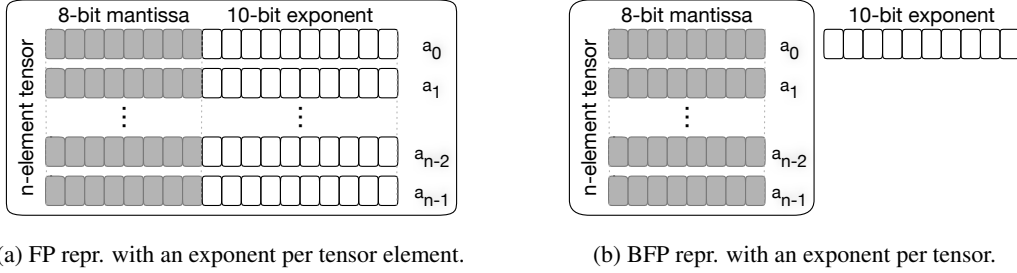 8-bit mantissa 10-bit exponent
n-element tensor
a0
a1
an-2
an-1
(a) FP repr. with an exponent per tensor element.
8-bit mantissa 10-bit exponent
n-element tensor
a0
a1
an-2
an-1
(b) BFP repr. with an exponent per tensor.